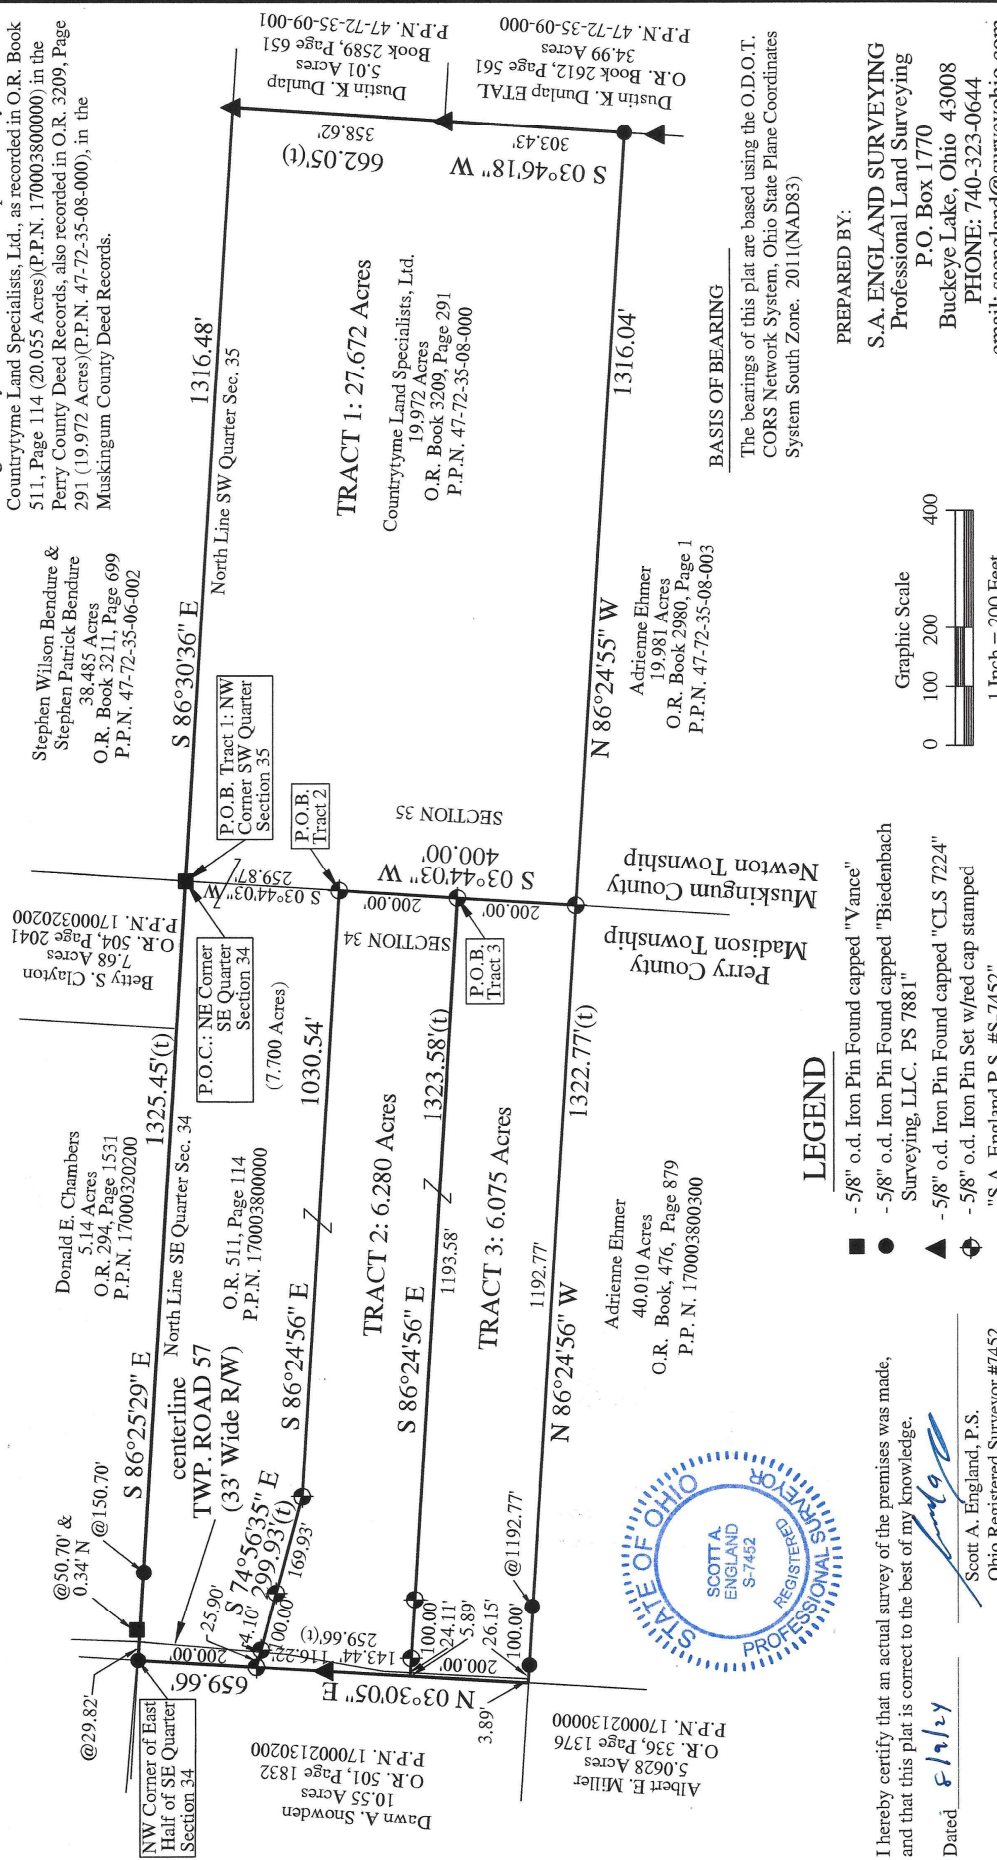 Countrytyme Land Specialists, Ltd., as recorded in O.R. Book
511, Page 114 (20.055 Acres)(P.P.N. 170003800000) in the
Perry County Deed Records, also recorded in O.R. 3209, Page
291 (19.972 Acres)(P.P.N. 47-72-35-08-000), in the
Muskingum County Deed Records.
Stephen Wilson Bendure &
Stephen Patrick Bendure
38.485 Acres
O.R. Book 3211, Page 699
P.P.N. 47-72-35-06-002
Betty S. Clayton
7.68 Acres
O.R. 504, Page 2041
P.P.N. 17000320200
Donald E. Chambers
5.14 Acres
O.R. 294, Page 1531
P.P.N. 17000320200
Dustin K. Dunlap
5.01 Acres
Book 2589, Page 651
P.P.N. 47-72-35-09-001
Dustin K. Dunlap ETAL
O.R. Book 2612, Page 561
34.99 Acres
P.P.N. 47-72-35-09-000
@29.82'
@50.70' &
0.34' N
@150.70'
S 86°25'29" E
1325.45'(t)
North Line SE Quarter Sec. 34
S 86°30'36" E
1316.48'
North Line SW Quarter Sec. 35
358.62'
662.05'(t)
303.43'
S 03°46'18" W
NW Corner of East
Half of SE Quarter
Section 34
centerline
TWP. ROAD 57
(33' Wide R/W)
O.R. 511, Page 114
P.P.N. 170003800000
P.O.C.: NE Corner
SE Quarter
Section 34
(7.700 Acres)
P.O.B. Tract 1: NW
Corner SW Quarter
Section 35
P.O.B.
Tract 2
259.87'
S 03°44'03" W
TRACT 1: 27.672 Acres
Countrytyme Land Specialists, Ltd.
19.972 Acres
O.R. Book 3209, Page 291
P.P.N. 47-72-35-08-000
200.00'
659.66'
25.90'
4.10'
S 74°56'35" E
299.93'(t)
100.00'
169.93'
S 86°24'56" E
1030.54'
116.22'
143.44'
259.66'(t)
N 03°30'05" E
TRACT 2: 6.280 Acres
SECTION 34
200.00'
S 03°44'03" W
400.00'
SECTION 35
100.00'
24.11'
5.89'
S 86°24'56" E
1193.58'
1323.58'(t)
P.O.B.
Tract 3
200.00'
26.15'
200.00'
3.89'
100.00'
@1192.77'
TRACT 3: 6.075 Acres
N 86°24'56" W
1192.77'
1322.77'(t)
N 86°24'55" W
1316.04'
Dawn A. Snowden
10.55 Acres
O.R. 501, Page 1832
P.P.N. 170002130200
Albert E. Miller
5.0628 Acres
O.R. 336, Page 1376
P.P.N. 170002130000
Adrienne Ehmer
40.010 Acres
O.R. Book, 476, Page 879
P.P. N. 170003800300
Perry County
Madison Township
Muskingum County
Newton Township
Adrienne Ehmer
19.981 Acres
O.R. Book 2980, Page 1
P.P.N. 47-72-35-08-003
BASIS OF BEARING
The bearings of this plat are based using the O.D.O.T.
CORS Network System, Ohio State Plane Coordinates
System South Zone. 2011(NAD83)
STATE OF OHIO
SCOTT A.
ENGLAND
S-7452
REGISTERED
PROFESSIONAL SURVEYOR
I hereby certify that an actual survey of the premises was made,
and that this plat is correct to the best of my knowledge.
Dated 8/9/24
Scott A. England, P.S.
Ohio Registered Surveyor #7452
LEGEND
- 5/8" o.d. Iron Pin Found capped "Vance"
- 5/8" o.d. Iron Pin Found capped "Biedenbach
Surveying, LLC. PS 7881"
- 5/8" o.d. Iron Pin Found capped "CLS 7224"
- 5/8" o.d. Iron Pin Set w/red cap stamped
"S.A. England P.S. #S-7452"
Graphic Scale
0 100 200 400
1 Inch = 200 Feet
PREPARED BY:
S.A. ENGLAND SURVEYING
Professional Land Surveying
P.O. Box 1770
Buckeye Lake, Ohio 43008
PHONE: 740-323-0644